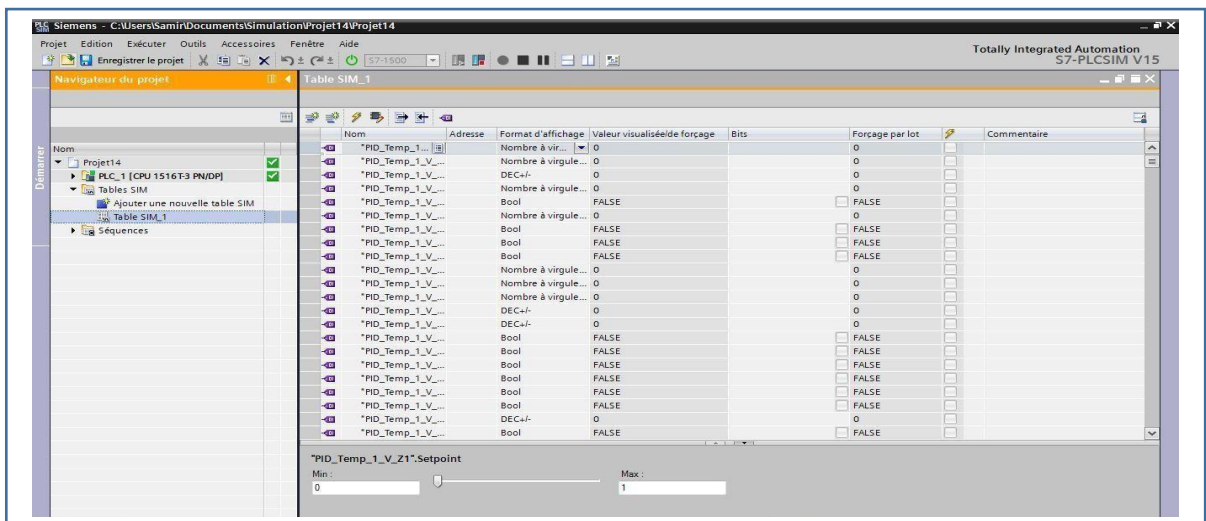 Siemens - C:\Users\Samir\Documents\Simulation\Projet14\Projet14
Projet Edition Exécuter Outils Accessoires Fenêtre Aide
Totally Integrated Automation
S7-PLCSIM V15
Enregistrer le projet
S7-1500
Navigateur du projet
Table SIM_1
Démarrer
Nom
Projet14
PLC_1 [CPU 1516T-3 PN/DP]
Tables SIM
Ajouter une nouvelle table SIM
Table SIM_1
Séquences
Nom Adresse Format d'affichage Valeur visualisée/de forçage Bits Forçage par lot Commentaire
"PID_Temp_1... Nombre à vir... 0 0
"PID_Temp_1_V_... Nombre à virgule... 0 0
"PID_Temp_1_V_... DEC+/- 0 0
"PID_Temp_1_V_... Nombre à virgule... 0 0
"PID_Temp_1_V_... Bool FALSE FALSE
"PID_Temp_1_V_... Nombre à virgule... 0 0
"PID_Temp_1_V_... Bool FALSE FALSE
"PID_Temp_1_V_... Bool FALSE FALSE
"PID_Temp_1_V_... Bool FALSE FALSE
"PID_Temp_1_V_... Nombre à virgule... 0 0
"PID_Temp_1_V_... Nombre à virgule... 0 0
"PID_Temp_1_V_... Nombre à virgule... 0 0
"PID_Temp_1_V_... DEC+/- 0 0
"PID_Temp_1_V_... DEC+/- 0 0
"PID_Temp_1_V_... Bool FALSE FALSE
"PID_Temp_1_V_... Bool FALSE FALSE
"PID_Temp_1_V_... Bool FALSE FALSE
"PID_Temp_1_V_... Bool FALSE FALSE
"PID_Temp_1_V_... Bool FALSE FALSE
"PID_Temp_1_V_... Bool FALSE FALSE
"PID_Temp_1_V_... DEC+/- 0 0
"PID_Temp_1_V_... Bool FALSE FALSE
"PID_Temp_1_V_Z1".Setpoint
Min : Max :
0 1